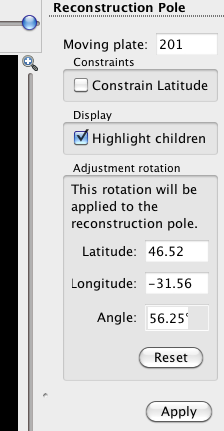 Reconstruction Pole
Moving plate: 201
Constraints
Constrain Latitude
Display
Highlight children
Adjustment rotation
This rotation will be
applied to the
reconstruction pole.
Latitude: 46.52
Longitude: -31.56
Angle: 56.25°
Reset
Apply